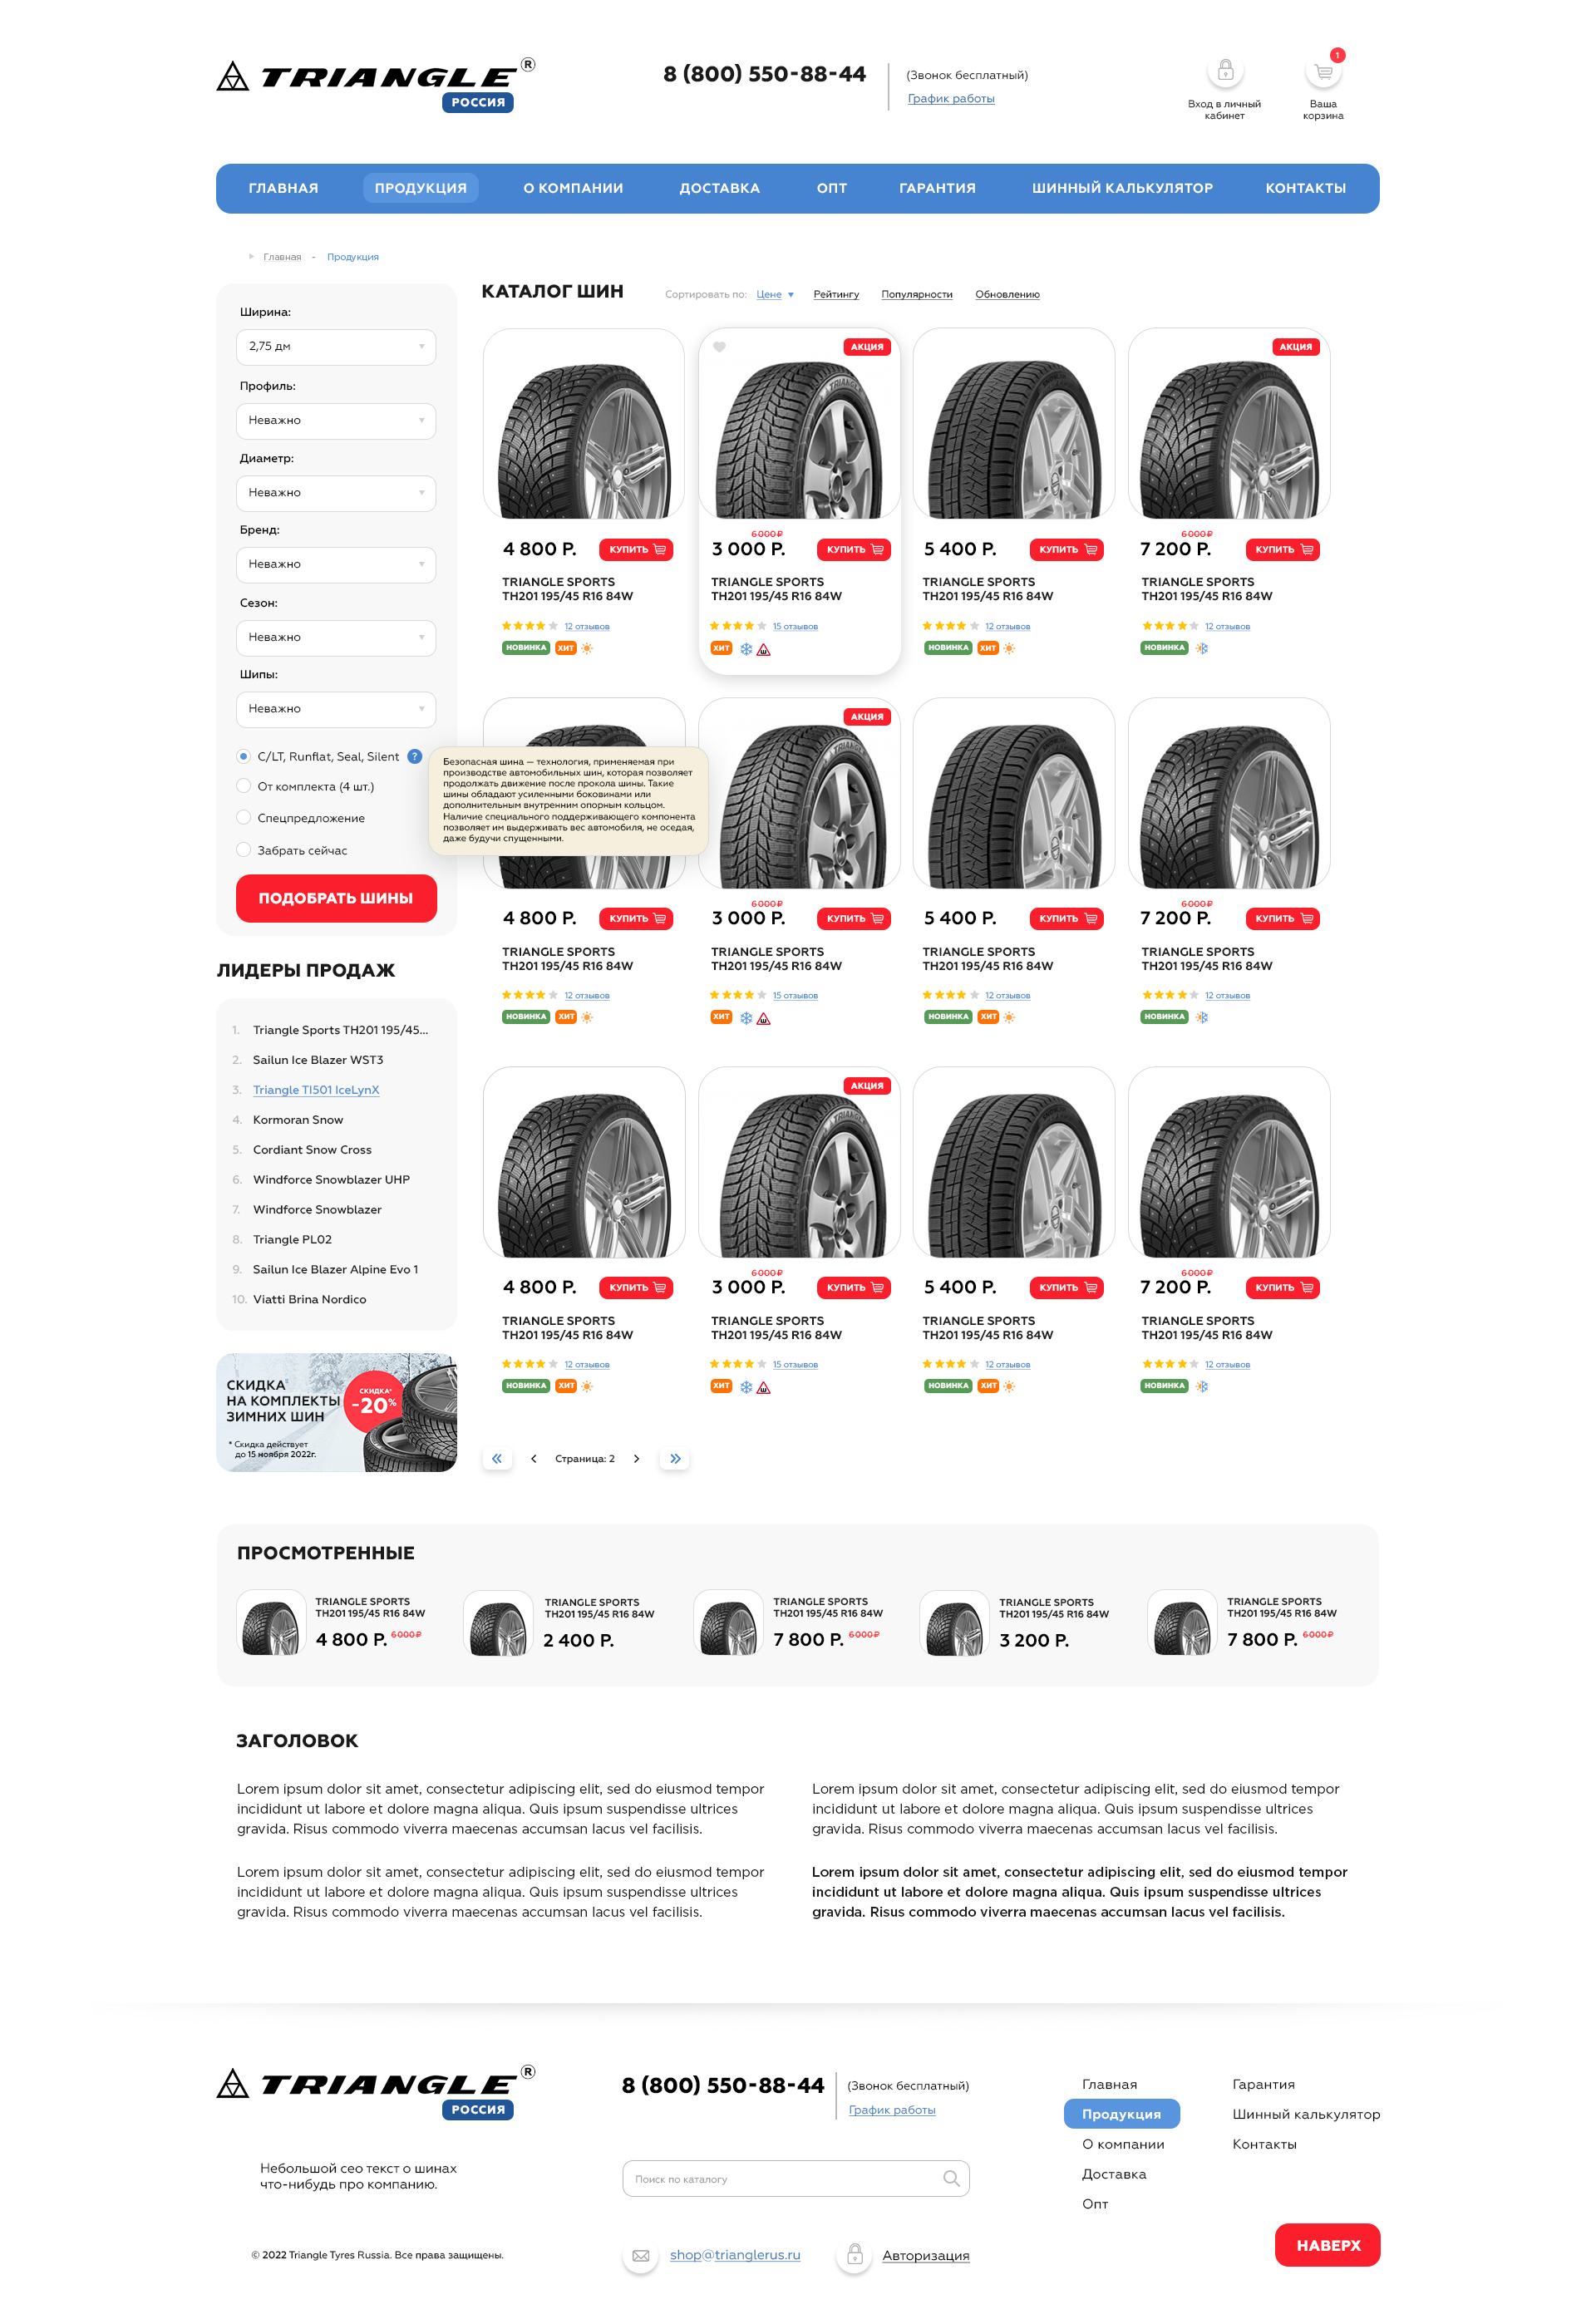 TRIANGLE ®
РОССИЯ
8 (800) 550-88-44
(Звонок бесплатный)
График работы
Вход в личный
кабинет
1
Ваша
корзина
ГЛАВНАЯ ПРОДУКЦИЯ О КОМПАНИИ ДОСТАВКА ОПТ ГАРАНТИЯ ШИННЫЙ КАЛЬКУЛЯТОР КОНТАКТЫ
Главная - Продукция
Ширина:
2,75 дм
Профиль:
Неважно
Диаметр:
Неважно
Бренд:
Неважно
Сезон:
Неважно
Шипы:
Неважно
C/LT, Runflat, Seal, Silent ?
От комплекта (4 шт.)
Спецпредложение
Забрать сейчас
ПОДОБРАТЬ ШИНЫ
Безопасная шина — технология, применяемая при
производстве автомобильных шин, которая позволяет
продолжать движение после прокола шины. Такие
шины обладают усиленными боковинами или
дополнительным внутренним опорным кольцом.
Наличие специального поддерживающего компонента
позволяет им выдерживать вес автомобиля, не оседая,
даже будучи спущенными.
ЛИДЕРЫ ПРОДАЖ
1. Triangle Sports TH201 195/45...
2. Sailun Ice Blazer WST3
3. Triangle TI501 IceLynX
4. Kormoran Snow
5. Cordiant Snow Cross
6. Windforce Snowblazer UHP
7. Windforce Snowblazer
8. Triangle PL02
9. Sailun Ice Blazer Alpine Evo 1
10. Viatti Brina Nordico
СКИДКА
НА КОМПЛЕКТЫ
ЗИМНИХ ШИН
СКИДКА*
-20%
* Скидка действует
до 15 ноября 2022г.
КАТАЛОГ ШИН
Сортировать по: Цене Рейтингу Популярности Обновлению
АКЦИЯ АКЦИЯ
TRIANGLE
6000₽ 6000₽
4 800 Р. КУПИТЬ 3 000 Р. КУПИТЬ 5 400 Р. КУПИТЬ 7 200 Р. КУПИТЬ
TRIANGLE SPORTS TRIANGLE SPORTS TRIANGLE SPORTS TRIANGLE SPORTS
TH201 195/45 R16 84W TH201 195/45 R16 84W TH201 195/45 R16 84W TH201 195/45 R16 84W
12 отзывов 15 отзывов 12 отзывов 12 отзывов
НОВИНКА ХИТ ХИТ Ш НОВИНКА ХИТ НОВИНКА
АКЦИЯ
TRIANGLE
6000₽ 6000₽
4 800 Р. КУПИТЬ 3 000 Р. КУПИТЬ 5 400 Р. КУПИТЬ 7 200 Р. КУПИТЬ
TRIANGLE SPORTS TRIANGLE SPORTS TRIANGLE SPORTS TRIANGLE SPORTS
TH201 195/45 R16 84W TH201 195/45 R16 84W TH201 195/45 R16 84W TH201 195/45 R16 84W
12 отзывов 15 отзывов 12 отзывов 12 отзывов
НОВИНКА ХИТ ХИТ Ш НОВИНКА ХИТ НОВИНКА
АКЦИЯ
TRIANGLE
6000₽ 6000₽
4 800 Р. КУПИТЬ 3 000 Р. КУПИТЬ 5 400 Р. КУПИТЬ 7 200 Р. КУПИТЬ
TRIANGLE SPORTS TRIANGLE SPORTS TRIANGLE SPORTS TRIANGLE SPORTS
TH201 195/45 R16 84W TH201 195/45 R16 84W TH201 195/45 R16 84W TH201 195/45 R16 84W
12 отзывов 15 отзывов 12 отзывов 12 отзывов
НОВИНКА ХИТ ХИТ Ш НОВИНКА ХИТ НОВИНКА
Страница: 2
ПРОСМОТРЕННЫЕ
TRIANGLE SPORTS TRIANGLE SPORTS TRIANGLE SPORTS TRIANGLE SPORTS TRIANGLE SPORTS
TH201 195/45 R16 84W TH201 195/45 R16 84W TH201 195/45 R16 84W TH201 195/45 R16 84W TH201 195/45 R16 84W
4 800 Р. 6000₽ 2 400 Р. 7 800 Р. 6000₽ 3 200 Р. 7 800 Р. 6000₽
ЗАГОЛОВОК
Lorem ipsum dolor sit amet, consectetur adipiscing elit, sed do eiusmod tempor
incididunt ut labore et dolore magna aliqua. Quis ipsum suspendisse ultrices
gravida. Risus commodo viverra maecenas accumsan lacus vel facilisis.
Lorem ipsum dolor sit amet, consectetur adipiscing elit, sed do eiusmod tempor
incididunt ut labore et dolore magna aliqua. Quis ipsum suspendisse ultrices
gravida. Risus commodo viverra maecenas accumsan lacus vel facilisis.
Lorem ipsum dolor sit amet, consectetur adipiscing elit, sed do eiusmod tempor
incididunt ut labore et dolore magna aliqua. Quis ipsum suspendisse ultrices
gravida. Risus commodo viverra maecenas accumsan lacus vel facilisis.
Lorem ipsum dolor sit amet, consectetur adipiscing elit, sed do eiusmod tempor
incididunt ut labore et dolore magna aliqua. Quis ipsum suspendisse ultrices
gravida. Risus commodo viverra maecenas accumsan lacus vel facilisis.
TRIANGLE ®
РОССИЯ
Небольшой сео текст о шинах
что-нибудь про компанию.
© 2022 Triangle Tyres Russia. Все права защищены.
8 (800) 550-88-44
(Звонок бесплатный)
График работы
Поиск по каталогу
shop@trianglerus.ru
Авторизация
Главная
Продукция
О компании
Доставка
Опт
Гарантия
Шинный калькулятор
Контакты
НАВЕРХ